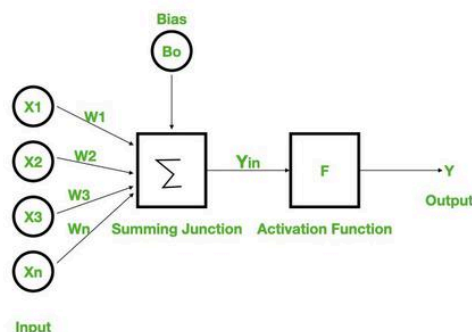 Bias
Bo
X1
W1
X2
W2
X3
W3
Wn
Xn
Σ
Yin
F
Y
Output
Summing Junction
Activation Function
Input